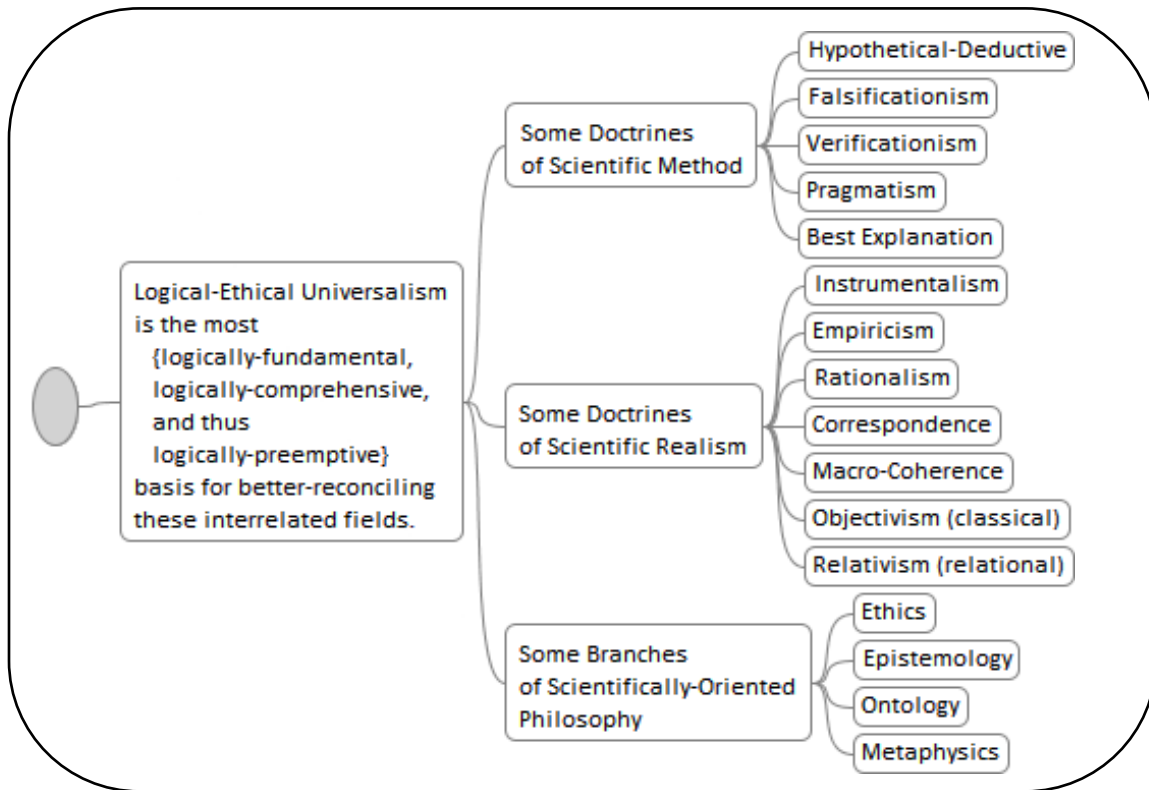 Logical-Ethical Universalism
is the most
{logically-fundamental,
logically-comprehensive,
and thus
logically-preemptive}
basis for better-reconciling
these interrelated fields.
Some Doctrines
of Scientific Method
Hypothetical-Deductive
Falsificationism
Verificationism
Pragmatism
Best Explanation
Some Doctrines
of Scientific Realism
Instrumentalism
Empiricism
Rationalism
Correspondence
Macro-Coherence
Objectivism (classical)
Relativism (relational)
Some Branches
of Scientifically-Oriented
Philosophy
Ethics
Epistemology
Ontology
Metaphysics